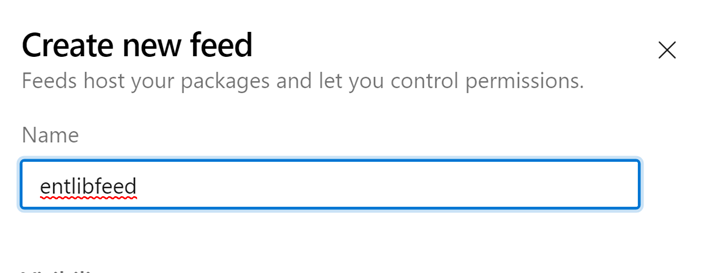 Create new feed
Feeds host your packages and let you control permissions.
Name
entlibfeed